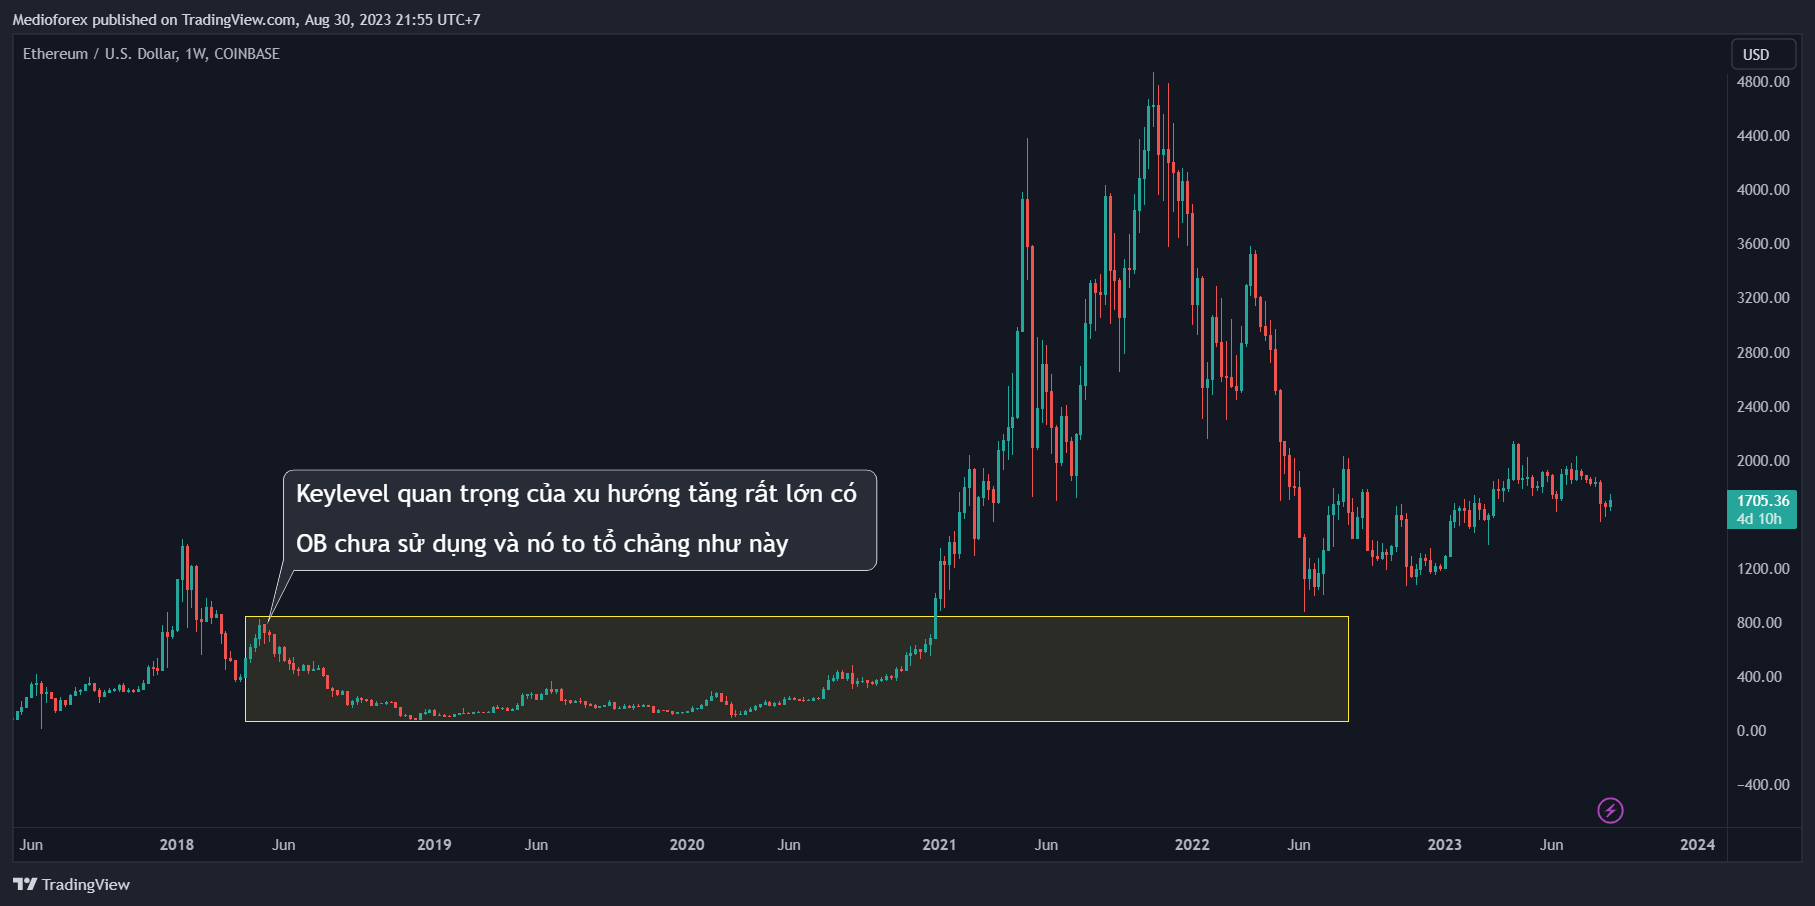 Medioforex published on TradingView.com, Aug 30, 2023 21:55 UTC+7
Ethereum / U.S. Dollar, 1W, COINBASE
USD
4800.00
4400.00
4000.00
3600.00
3200.00
2800.00
2400.00
2000.00
1705.36
4d 10h
1200.00
800.00
400.00
0.00
−400.00
Keylevel quan trọng của xu hướng tăng rất lớn có
OB chưa sử dụng và nó to tổ chảng như này
Jun 2018 Jun 2019 Jun 2020 Jun 2021 Jun 2022 Jun 2023 Jun 2024
TradingView